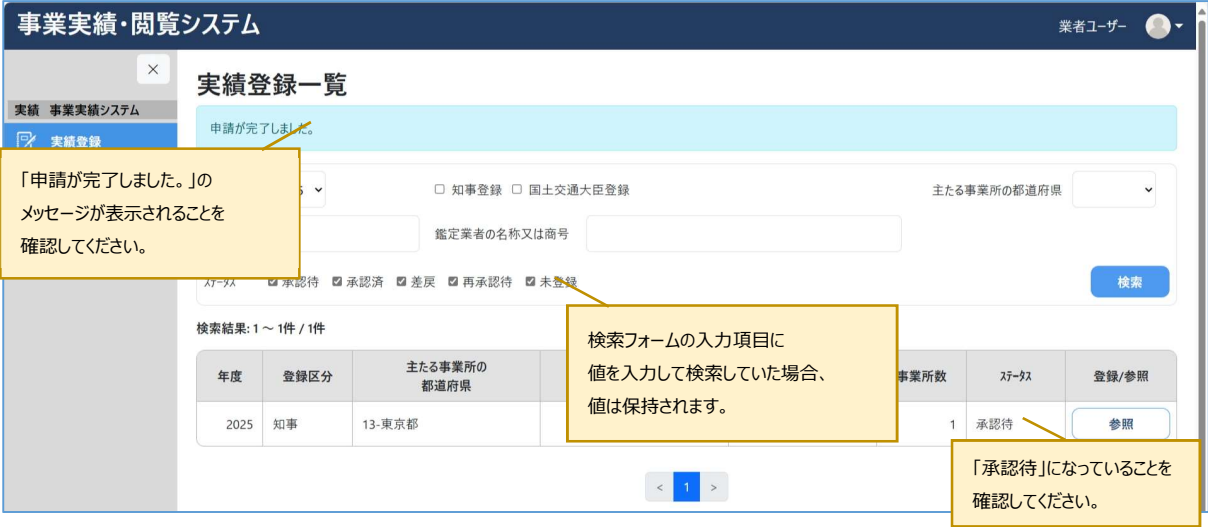 事業実績・閲覧システム
業者ユーザー
実績 事業実績システム
実績登録
実績登録一覧
申請が完了しました。
「申請が完了しました。」の
メッセージが表示されることを
確認してください。
知事登録 国土交通大臣登録
主たる事業所の都道府県
鑑定業者の名称又は商号
ステータス 承認待 承認済 差戻 再承認待 未登録
検索
検索フォームの入力項目に
値を入力して検索していた場合、
値は保持されます。
検索結果: 1 ～ 1件 / 1件
年度 登録区分 主たる事業所の
都道府県
事業所数 ステータス 登録/参照
2025 知事 13-東京都 1 承認待 参照
「承認待」になっていることを
確認してください。
< 1 >